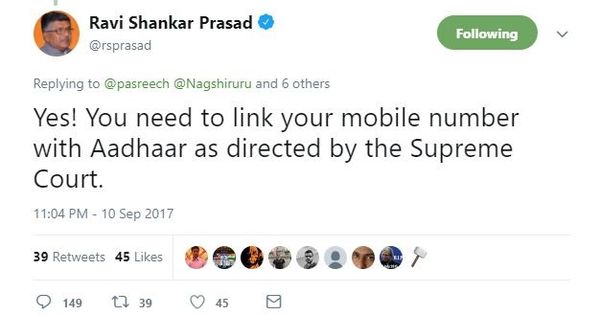 Ravi Shankar Prasad
@rsprasad
Following
Replying to @pasreech @Nagshiruru and 6 others
Yes! You need to link your mobile number
with Aadhaar as directed by the Supreme
Court.
11:04 PM - 10 Sep 2017
39 Retweets 45 Likes
149 39 45